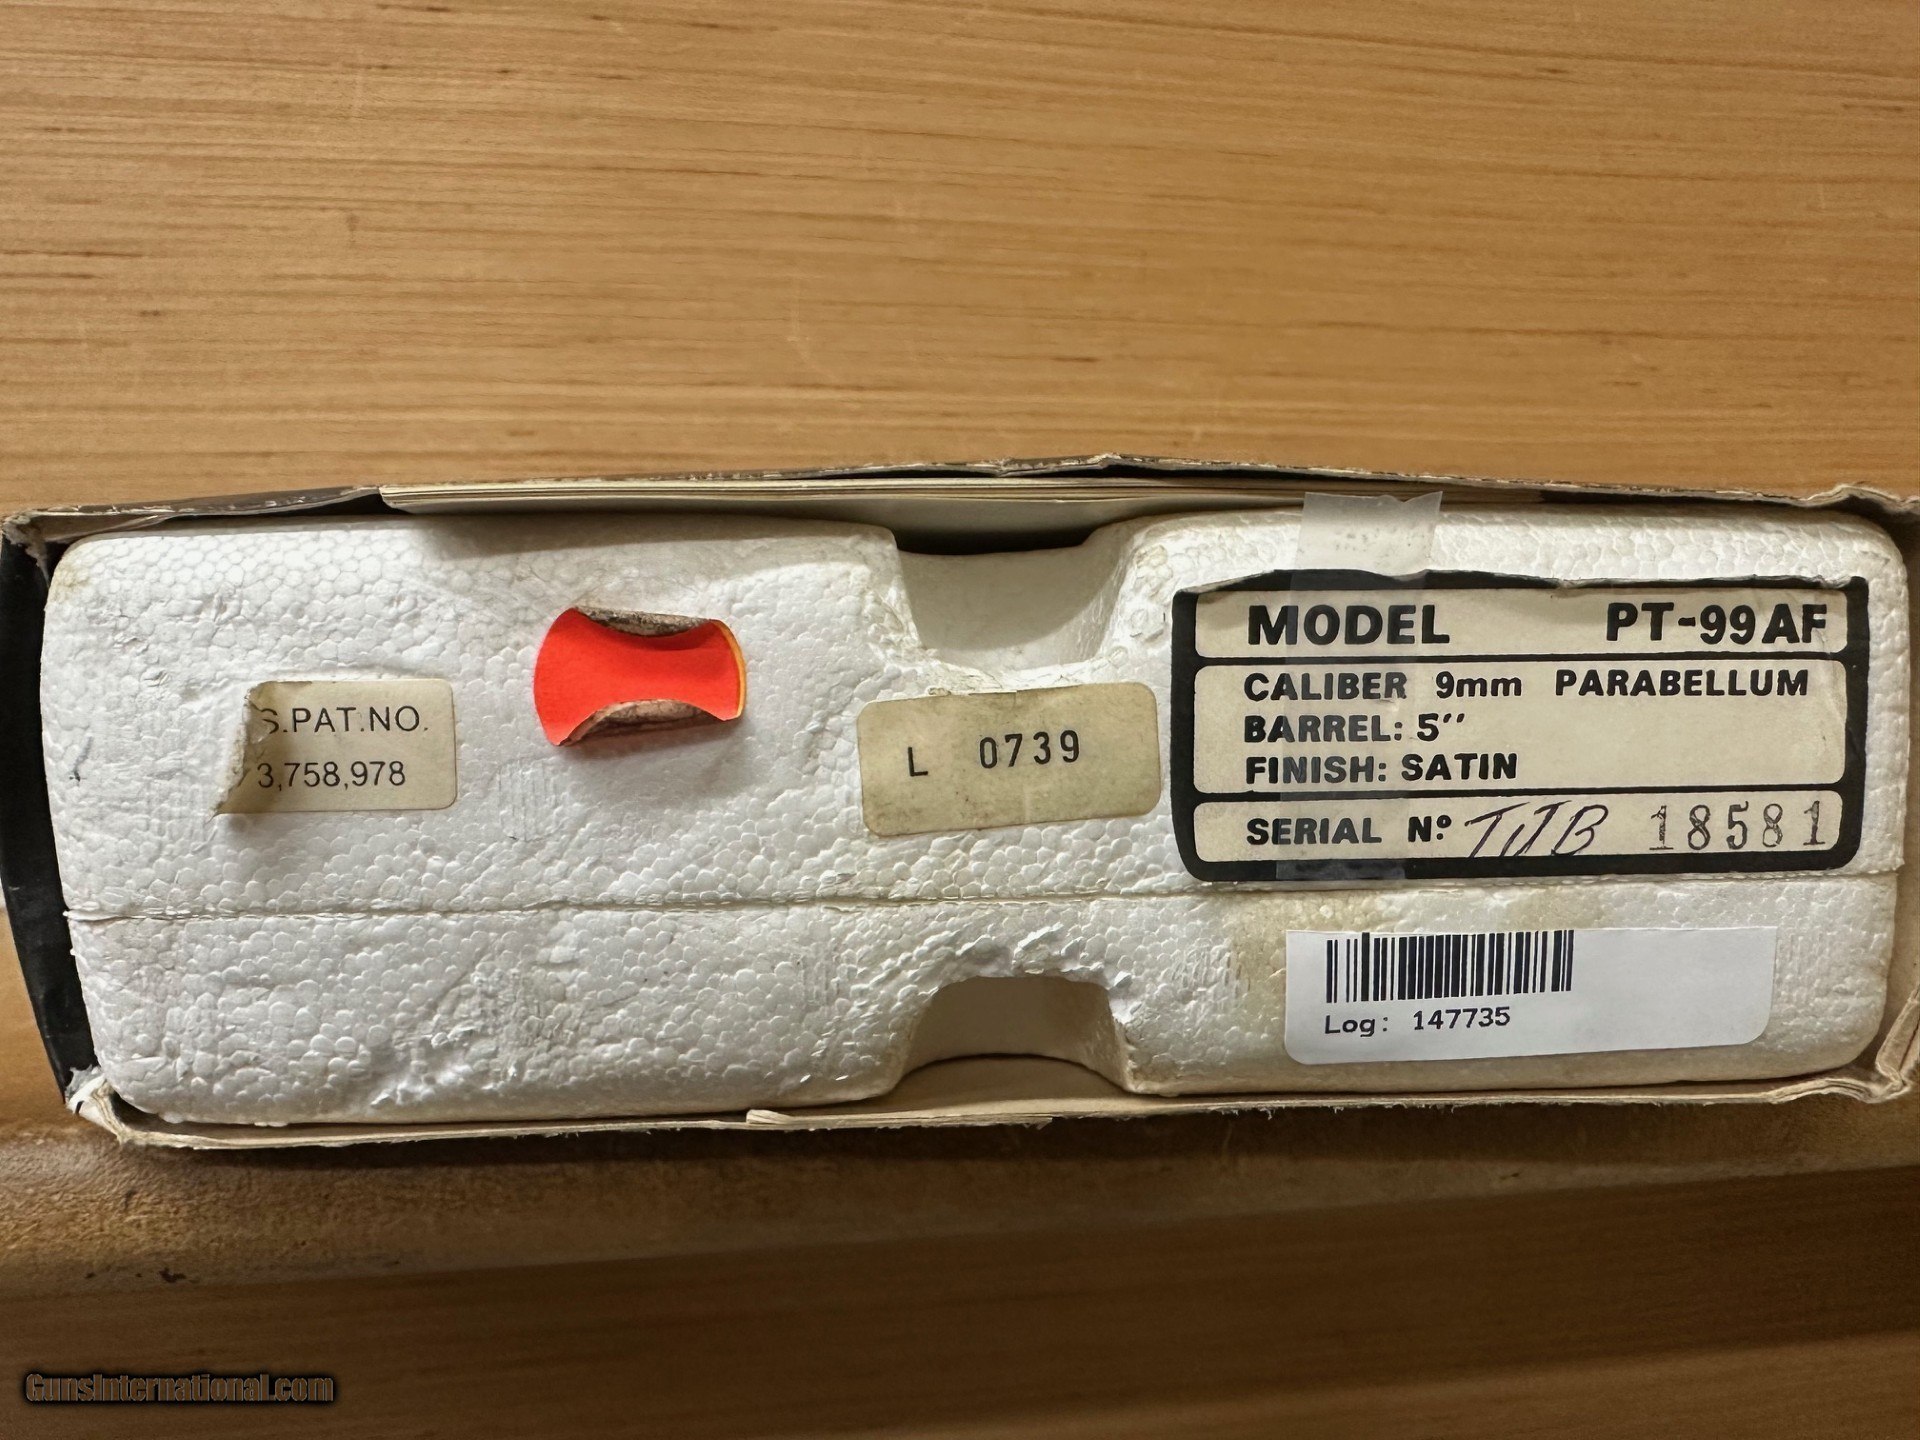 S.PAT.NO.
3,758,978
L 0739
MODEL PT-99AF
CALIBER 9mm PARABELLUM
BARREL: 5''
FINISH: SATIN
SERIAL Nº 18581
Log: 147735
GunsInternational.com